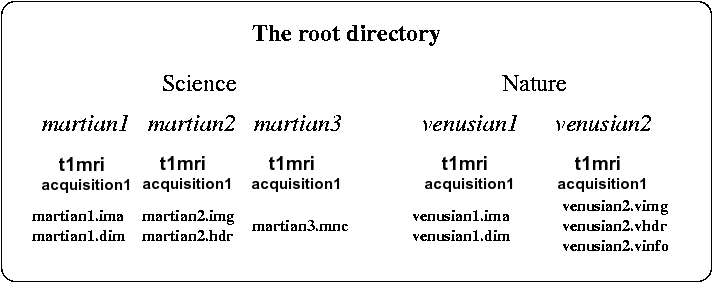 The root directory
Science Nature
martian1 martian2 martian3 venusian1 venusian2
t1mri t1mri t1mri t1mri t1mri
acquisition1 acquisition1 acquisition1 acquisition1 acquisition1
martian1.ima martian2.img martian3.mnc venusian1.ima venusian2.vimg
martian1.dim martian2.hdr venusian1.dim venusian2.vhdr
venusian2.vinfo